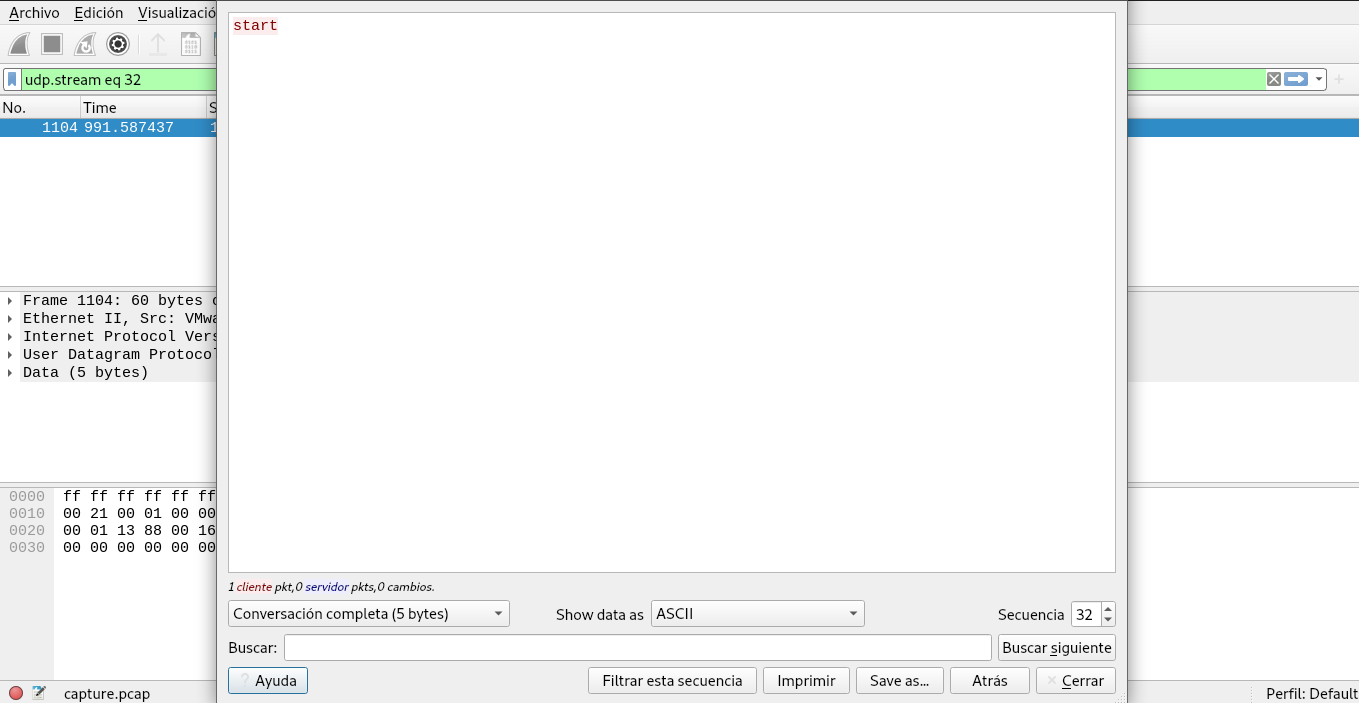 Archivo Edición Visualizació
start
udp.stream eq 32
No. Time S
1104 991.587437 1
Frame 1104: 60 bytes o
Ethernet II, Src: VMwa
Internet Protocol Vers
User Datagram Protocol
Data (5 bytes)
0000 ff ff ff ff ff ff
0010 00 21 00 01 00 00
0020 00 01 13 88 00 16
0030 00 00 00 00 00 00
1 cliente pkt,0 servidor pkts,0 cambios.
Conversación completa (5 bytes) Show data as ASCII Secuencia 32
Buscar: Buscar siguiente
Ayuda Filtrar esta secuencia Imprimir Save as... Atrás Cerrar
capture.pcap Perfil: Default